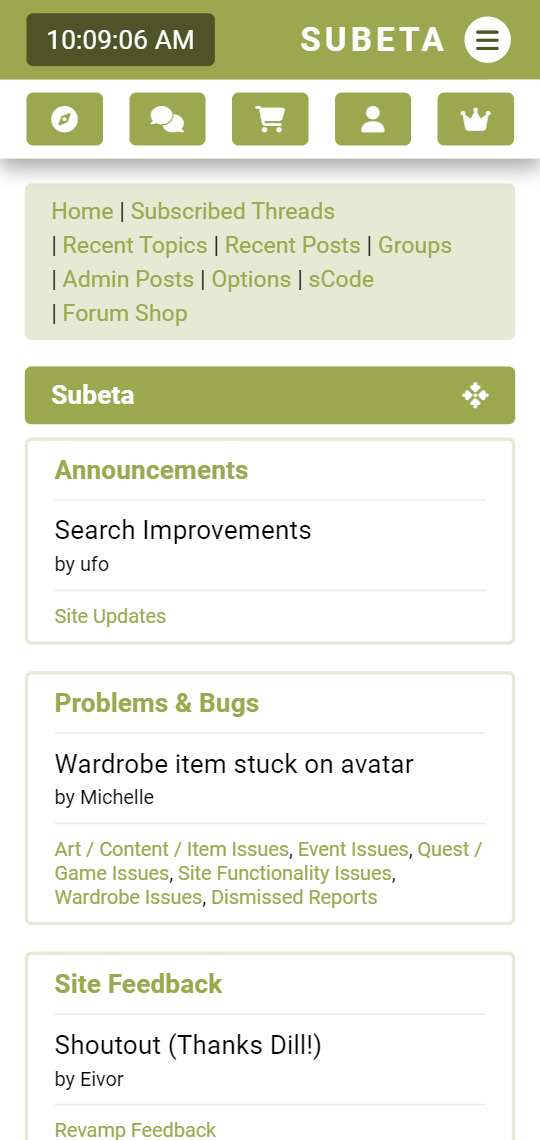 10:09:06 AM
SUBETA
Home | Subscribed Threads
| Recent Topics | Recent Posts | Groups
| Admin Posts | Options | sCode
| Forum Shop
Subeta
Announcements
Search Improvements
by ufo
Site Updates
Problems & Bugs
Wardrobe item stuck on avatar
by Michelle
Art / Content / Item Issues, Event Issues, Quest /
Game Issues, Site Functionality Issues,
Wardrobe Issues, Dismissed Reports
Site Feedback
Shoutout (Thanks Dill!)
by Eivor
Revamp Feedback